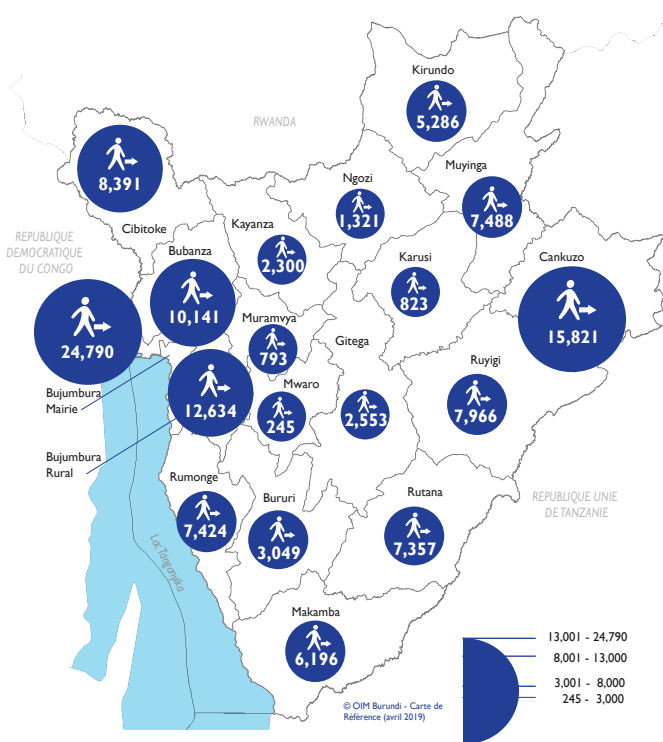 Kirundo
5,286
RWANDA
8,391
Ngozi
1,321
Muyinga
7,488
Cibitoke
Kayanza
2,300
REPUBLIQUE
DEMOCRATIQUE
DU CONGO
Bubanza
10,141
Karusi
823
Cankuzo
15,821
24,790
Muramvya
793
Gitega
2,553
Ruyigi
7,966
Bujumbura
Mairie
12,634
Mwaro
245
Bujumbura
Rural
Rumonge
7,424
Bururi
3,049
Rutana
7,357
REPUBLIQUE UNIE
DE TANZANIE
Lac Tanganyika
Makamba
6,196
13,001 - 24,790
8,001 - 13,000
3,001 - 8,000
245 - 3,000
© OIM Burundi - Carte de
Référence (avril 2019)